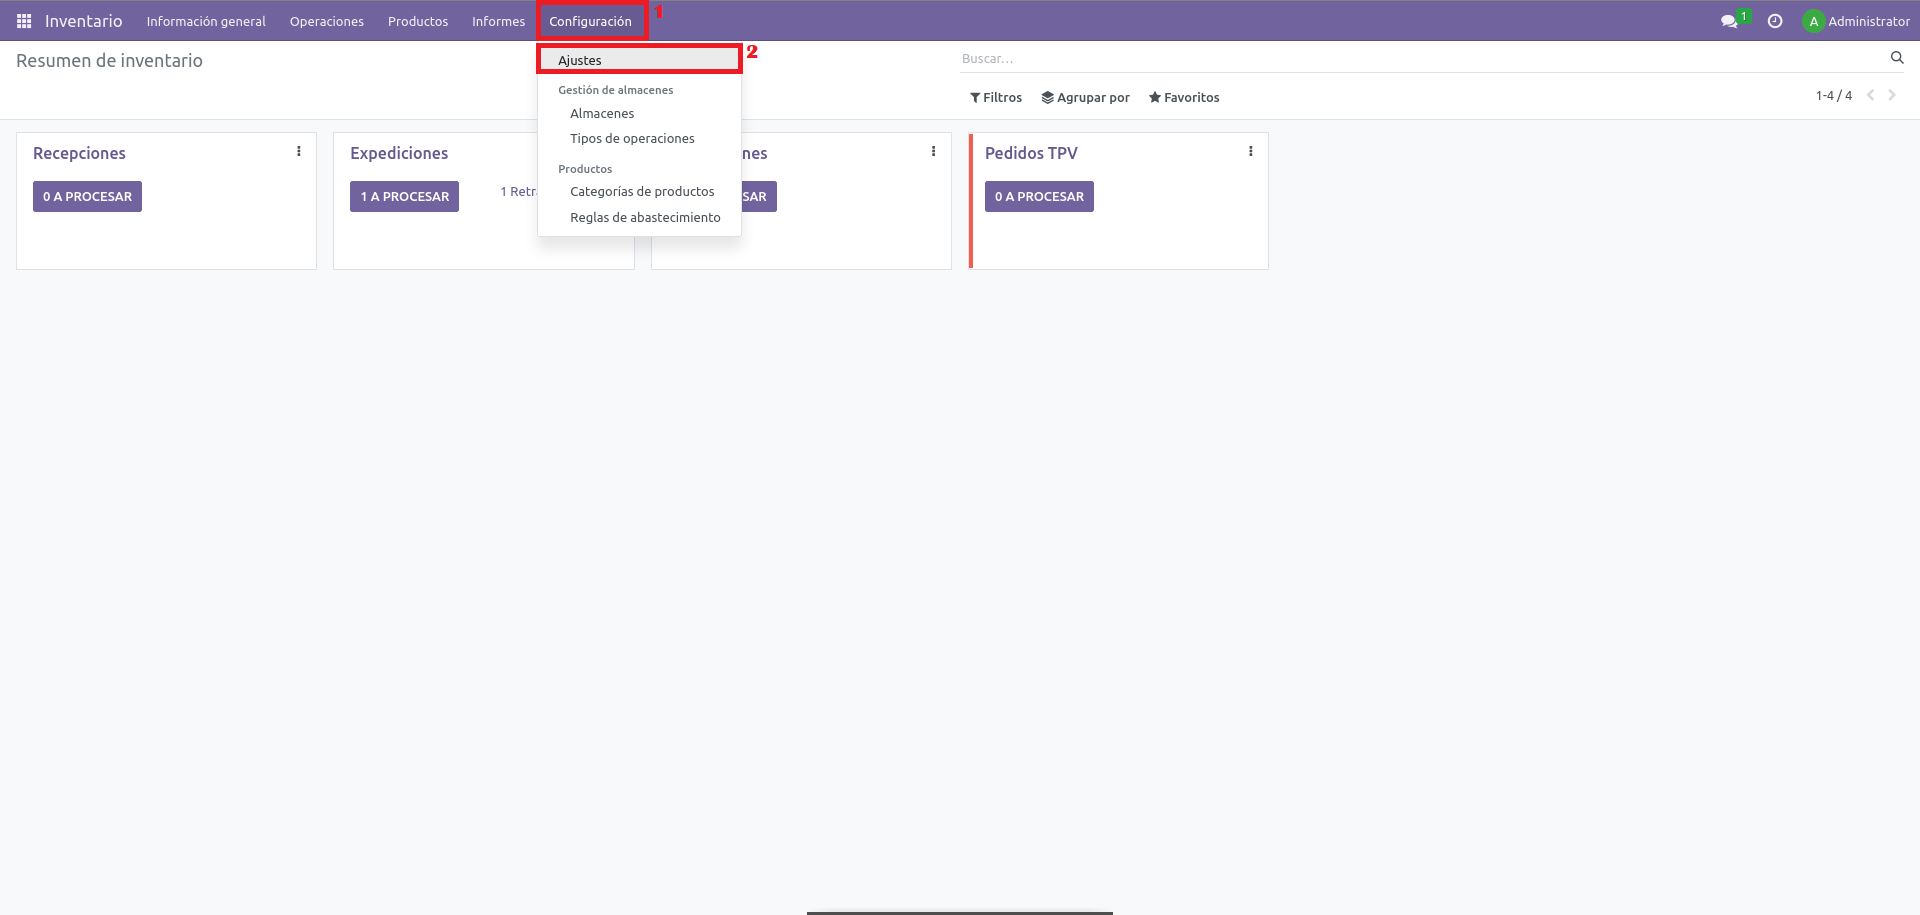 Inventario Información general Operaciones Productos Informes Configuración 1 1 A Administrator
Resumen de inventario
Ajustes 2
Buscar...
Gestión de almacenes
Almacenes
Tipos de operaciones
Productos
Categorías de productos
Reglas de abastecimiento
Filtros Agrupar por Favoritos
1-4 / 4
Recepciones
0 A PROCESAR
Expediciones
1 A PROCESAR
1 Retr
nes
SAR
Pedidos TPV
0 A PROCESAR